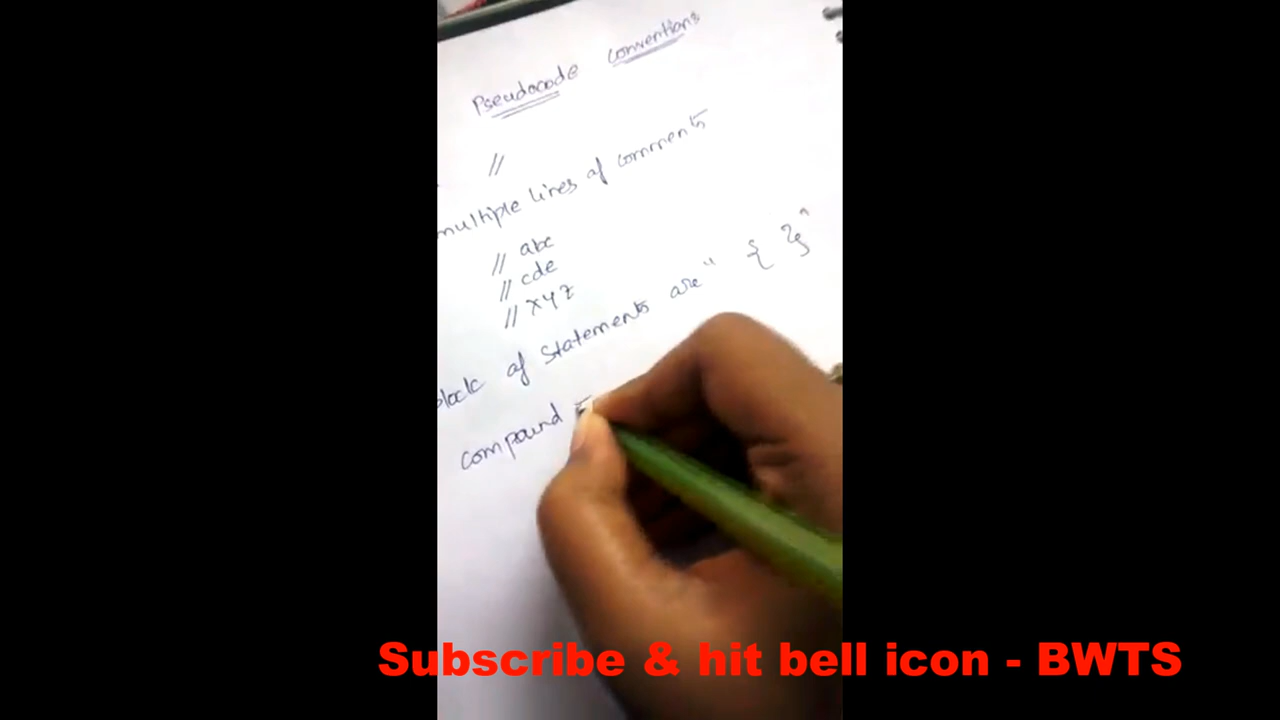 Pseudocode conventions
//
multiple lines of comments
// abc
// cde
// xyz
block of statements are " { } "
compound
Subscribe & hit bell icon - BWTS